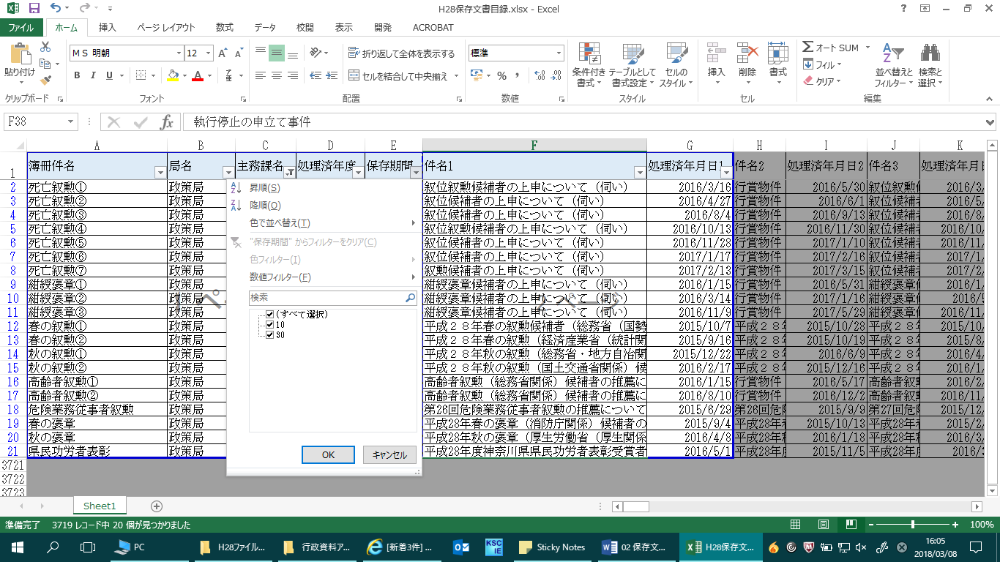 H28保存文書目録.xlsx - Excel
ファイル ホーム 挿入 ページ レイアウト 数式 データ 校閲 表示 開発 ACROBAT
貼り付け
クリップボード
ＭＳ 明朝 12
B I U
フォント
折り返して全体を表示する
セルを結合して中央揃え
配置
標準
数値
条件付き書式
テーブルとして書式設定
セルのスタイル
スタイル
挿入 削除 書式
セル
オート SUM
フィル
クリア
並べ替えとフィルター
検索と選択
編集
F38 fx 執行停止の申立て事件
A B C D E F G H I J K
1 簿冊件名 局名 主務課名 処理済年度 保存期間 件名1 処理済年月日1 件名2 処理済年月日2 件名3 処理済年月日
2 死亡叙勲① 政策局 叙位叙勲候補者の上申について（伺い） 2016/3/16 行賞物件 2016/5/30 叙位叙勲 2016/3/
3 死亡叙勲② 政策局 叙位候補者の上申について（伺い） 2016/4/27 行賞物件 2016/6/1 叙位候補者 2016/5/
4 死亡叙勲③ 政策局 叙位候補者の上申について（伺い） 2016/8/4 行賞物件 2016/9/13 叙位候補者 2016/8/
5 死亡叙勲④ 政策局 叙位叙勲候補者の上申について（伺い） 2016/10/13 行賞物件 2016/11/30 叙位候補者 2016/10/
6 死亡叙勲⑤ 政策局 叙位候補者の上申について（伺い） 2016/11/28 行賞物件 2017/1/10 叙位候補者 2016/11/
7 死亡叙勲⑥ 政策局 叙位候補者の上申について（伺い） 2017/1/17 行賞物件 2017/2/16 叙位候補者 2017/1/
8 死亡叙勲⑦ 政策局 叙勲候補者の上申について（伺い） 2017/2/13 行賞物件 2017/3/15 叙位候補者 2017/2/
9 紺綬褒章① 政策局 紺綬褒章候補者の上申について（伺い） 2016/1/15 行賞物件 2016/5/31 紺綬褒章 2016/1/
10 紺綬褒章② 政策局 紺綬褒章候補者の上申について（伺い） 2016/3/14 行賞物件 2017/1/16 紺綬褒章 2016/5
11 紺綬褒章③ 政策局 紺綬褒章候補者の上申について（伺い） 2016/11/9 行賞物件 2017/5/29 紺綬褒章 2016/11/
12 春の叙勲① 政策局 平成２８年春の叙勲候補者（総務省（国勢 2015/10/7 平成２８年 2015/10/28 平成２８年 2015/10/
13 春の叙勲② 政策局 平成２８年春の叙勲（経済産業省（統計関 2015/9/16 平成２８年 2015/10/19 平成２８年 2015/8/
14 秋の叙勲① 政策局 平成２８年秋の叙勲（総務省・地方自治関 2015/12/22 平成２８年 2016/6/9 平成２８年 2016/4/
15 秋の叙勲② 政策局 平成２８年秋の叙勲（国土交通省関係）候 2016/2/17 平成２８年 2015/12/16 平成２８年 2016/1/
16 高齢者叙勲① 政策局 高齢者叙勲（総務省関係）候補者の推薦に 2016/1/15 行賞物件 2016/5/17 高齢者叙勲 2016/2/
17 高齢者叙勲② 政策局 高齢者叙勲（総務省関係）候補者の推薦に 2016/8/10 行賞物件 2016/12/2 高齢者叙勲 2016/9/
18 危険業務従事者叙勲 政策局 第26回危険業務従事者叙勲の推薦について 2015/6/29 第26回危険 2015/9/9 第27回危険 2015/12/
19 春の褒章 政策局 平成28年春の褒章（消防庁関係）候補者の 2015/9/4 平成28年春 2015/10/13 平成28年春 2015/2/
20 秋の褒章 政策局 平成28年秋の褒章（厚生労働省（厚生関係 2016/4/8 平成28年秋 2016/1/18 平成28年秋 2016/3/
21 県民功労者表彰 政策局 平成28年度神奈川県県民功労者表彰受賞者 2016/5/1 平成28年度 2015/11/5 平成28年度 2016/
3721
3722
3723
昇順(S)
降順(O)
色で並べ替え(T)
"保存期間" からフィルターをクリア(C)
色フィルター(I)
数値フィルター(F)
検索
(すべて選択)
10
30
OK キャンセル
Sheet1
準備完了 3719 レコード中 20 個が見つかりました 100%
PC H28ファイル... 行政資料ア... [新着3件] ... KSC IE Sticky Notes 02 保存文... H28保存文...
16:05
2018/03/08